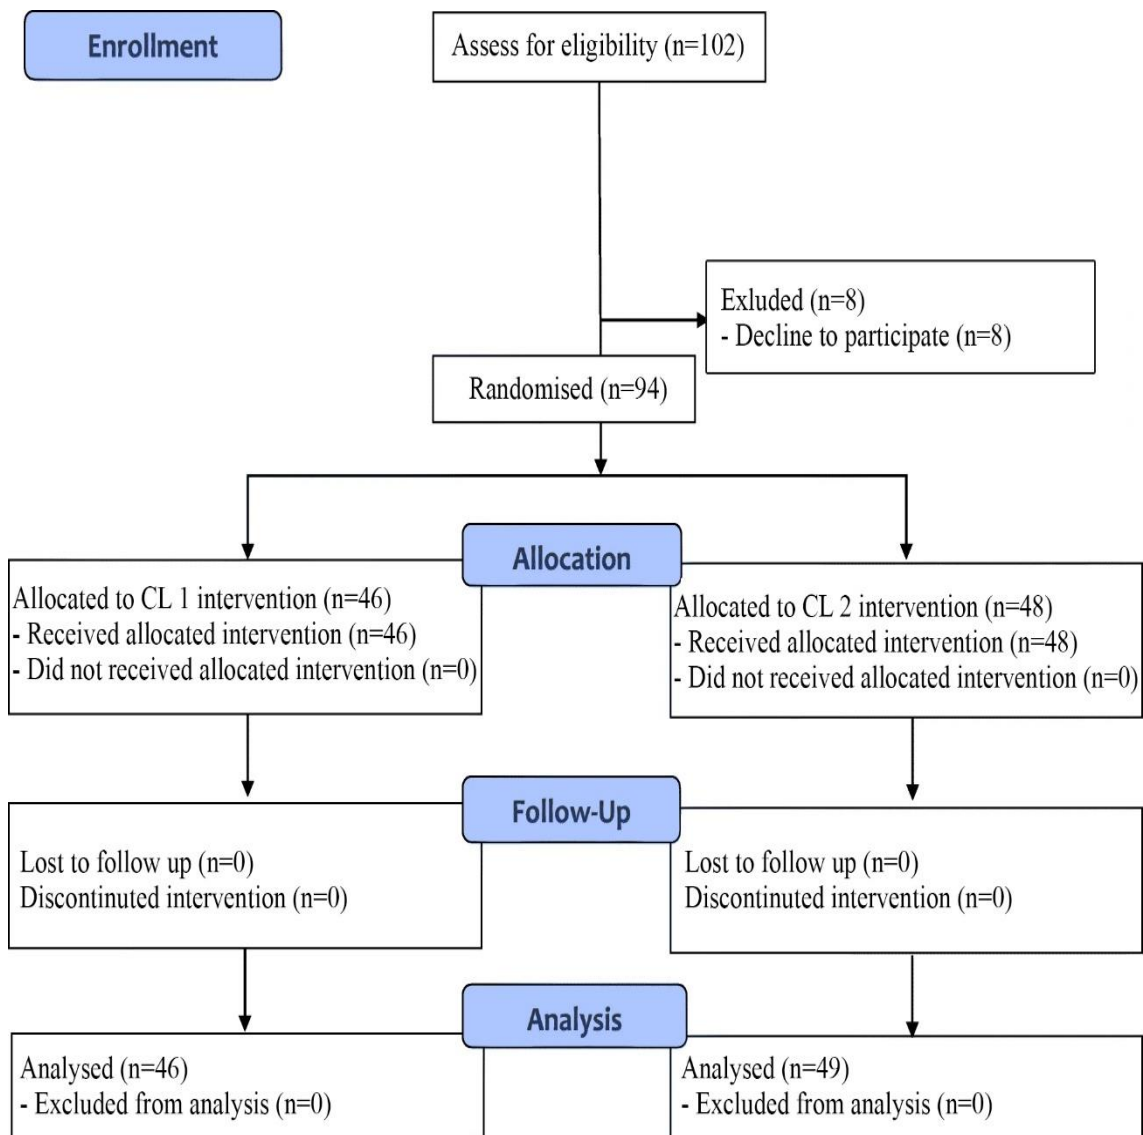 Enrollment
Assess for eligibility (n=102)
Exluded (n=8)
- Decline to participate (n=8)
Randomised (n=94)
Allocation
Allocated to CL 1 intervention (n=46)
- Received allocated intervention (n=46)
- Did not received allocated intervention (n=0)
Allocated to CL 2 intervention (n=48)
- Received allocated intervention (n=48)
- Did not received allocated intervention (n=0)
Follow-Up
Lost to follow up (n=0)
Discontinuted intervention (n=0)
Lost to follow up (n=0)
Discontinuted intervention (n=0)
Analysis
Analysed (n=46)
- Excluded from analysis (n=0)
Analysed (n=49)
- Excluded from analysis (n=0)